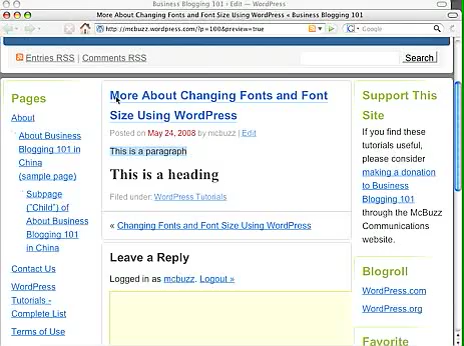 Business Blogging 101 › Edit — WordPress
More About Changing Fonts and Font Size Using WordPress « Business Blogging 101
http://mcbuzz.wordpress.com/?p=100&preview=true
Entries RSS | Comments RSS
Search
Pages
About
About Business
Blogging 101 in
China
(sample page)
Subpage
("Child") of
About Business
Blogging 101
in China
Contact Us
WordPress
Tutorials -
Complete List
Terms of Use
More About Changing Fonts and Font
Size Using WordPress
Posted on May 24, 2008 by mcbuzz | Edit
This is a paragraph
This is a heading
Filed under: WordPress Tutorials
« Changing Fonts and Font Size Using WordPress
Leave a Reply
Logged in as mcbuzz. Logout »
Support This
Site
If you find these
tutorials useful,
please consider
making a donation
to Business
Blogging 101
through the McBuzz
Communications
website.
Blogroll
WordPress.com
WordPress.org
Favorite